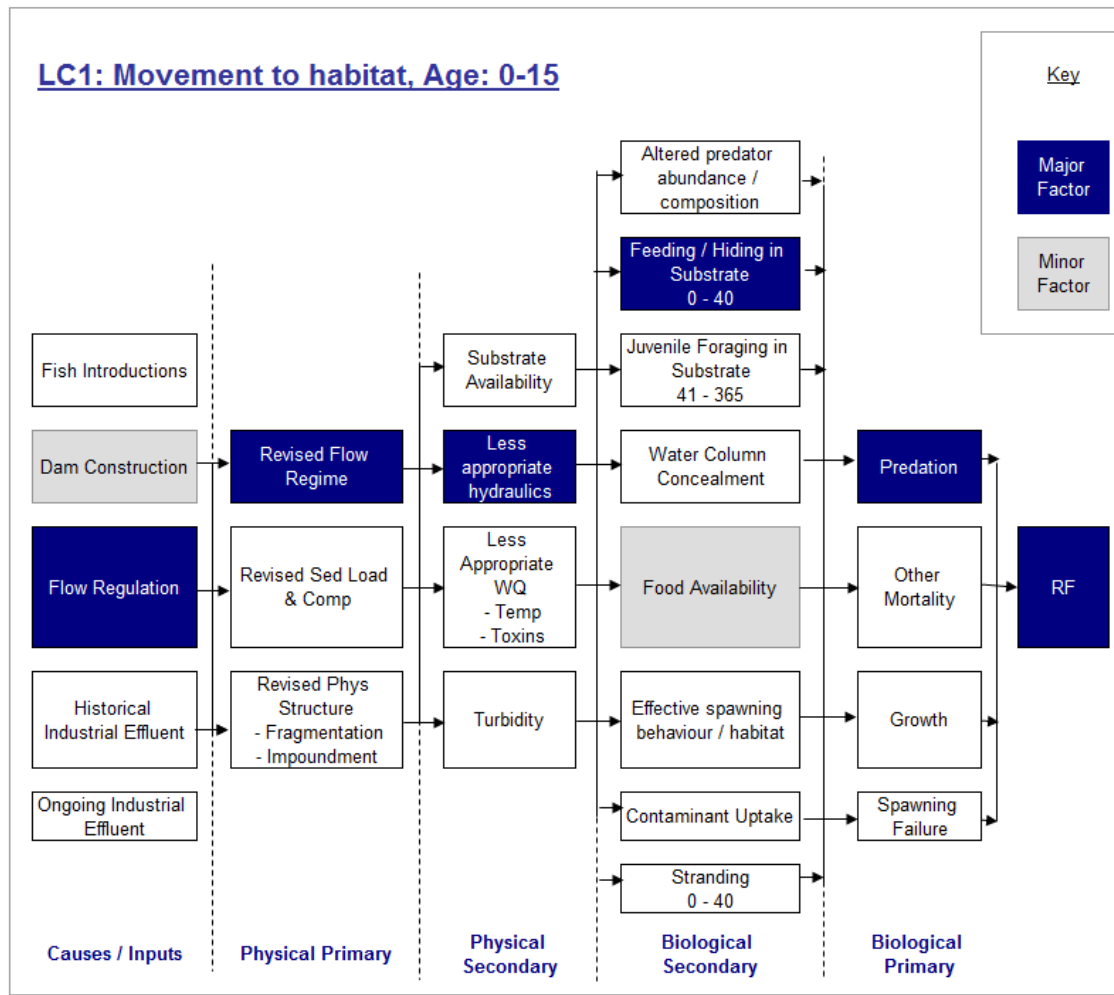 LC1: Movement to habitat, Age: 0-15
Key
Major
Factor
Minor
Factor
Fish Introductions
Dam Construction
Flow Regulation
Historical
Industrial Effluent
Ongoing Industrial
Effluent
Causes / Inputs
Revised Flow
Regime
Revised Sed Load
& Comp
Revised Phys
Structure
- Fragmentation
- Impoundment
Physical Primary
Substrate
Availability
Less
appropriate
hydraulics
Less
Appropriate
WQ
- Temp
- Toxins
Turbidity
Physical
Secondary
Altered predator
abundance /
composition
Feeding / Hiding in
Substrate
0 - 40
Juvenile Foraging in
Substrate
41 - 365
Water Column
Concealment
Food Availability
Effective spawning
behaviour / habitat
Contaminant Uptake
Stranding
0 - 40
Biological
Secondary
Predation
Other
Mortality
Growth
Spawning
Failure
Biological
Primary
RF